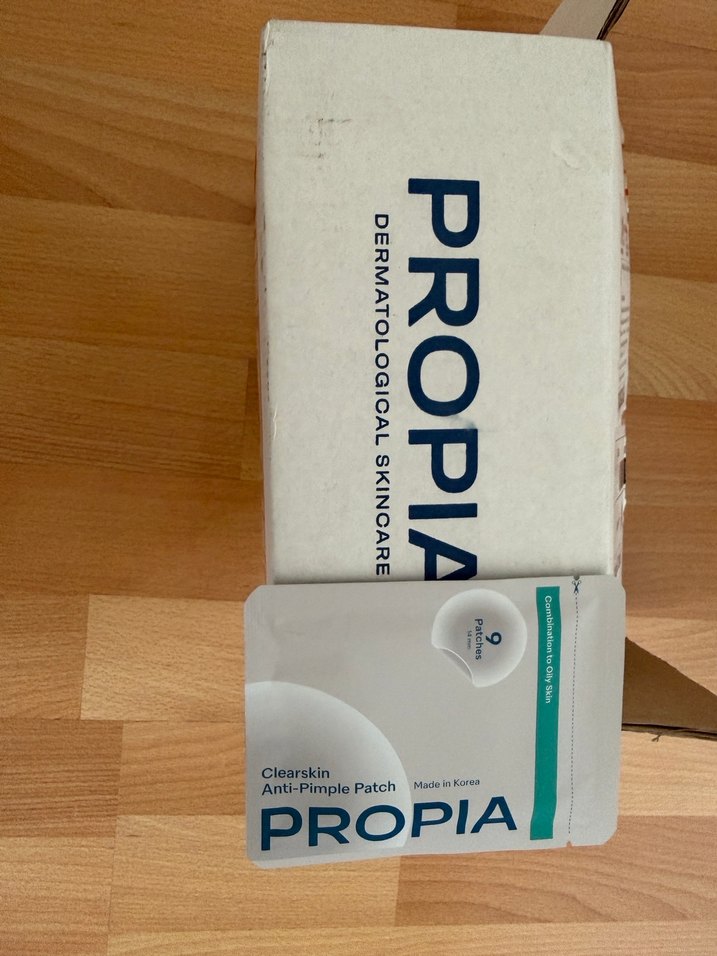 PROPIA
DERMATOLOGICAL SKINCARE
Combination to Oily Skin
9
Patches
14 mm
Clearskin
Anti-Pimple Patch
Made in Korea
PROPIA